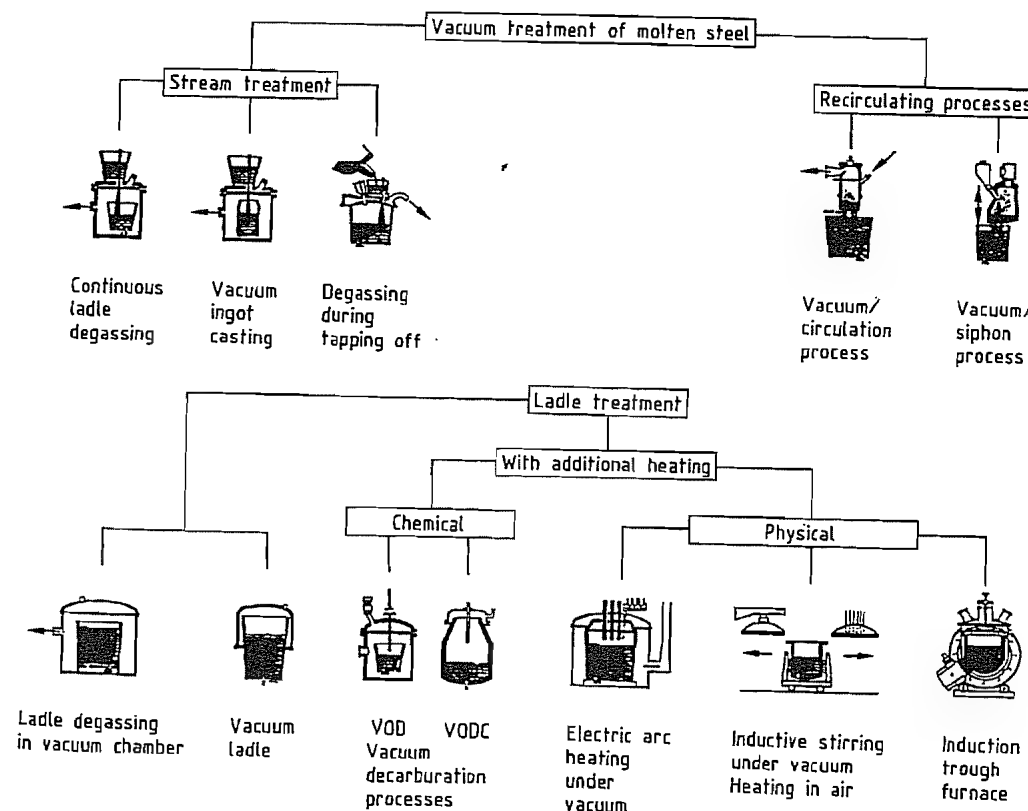 Vacuum treatment of molten steel
Stream treatment
Recirculating processes
Continuous
ladle
degassing
Vacuum
ingot
casting
Degassing
during
tapping off
Vacuum/
circulation
process
Vacuum/
siphon
process
Ladle treatment
With additional heating
Chemical
Physical
Ladle degassing
in vacuum chamber
Vacuum
ladle
VOD VODC
Vacuum
decarburation
processes
Electric arc
heating
under
vacuum
Inductive stirring
under vacuum
Heating in air
Induction
trough
furnace